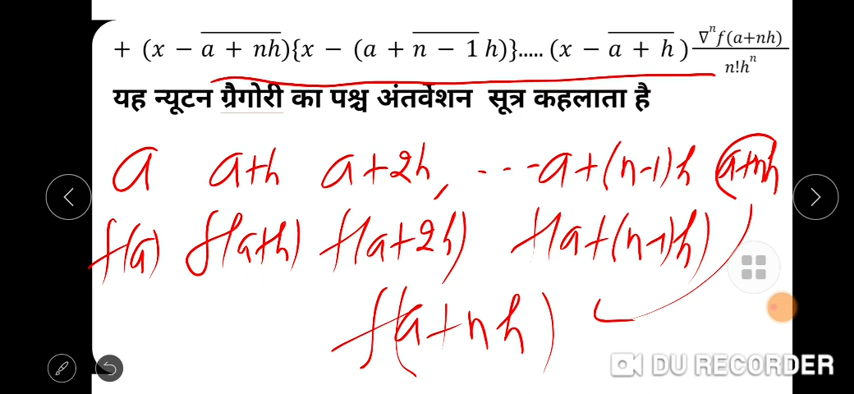 + (x − a + nh){x − (a + n − 1 h)}..... (x − a + h ) ∇ⁿf(a+nh) / n!hⁿ
यह न्यूटन ग्रैगोरी का पश्च अंतर्वेशन सूत्र कहलाता है
a a+h a+2h, ---a+(n-1)h a+nh
f(a) f(a+h) f(a+2h) f(a+(n-1)h)
f(a+nh)
DU RECORDER